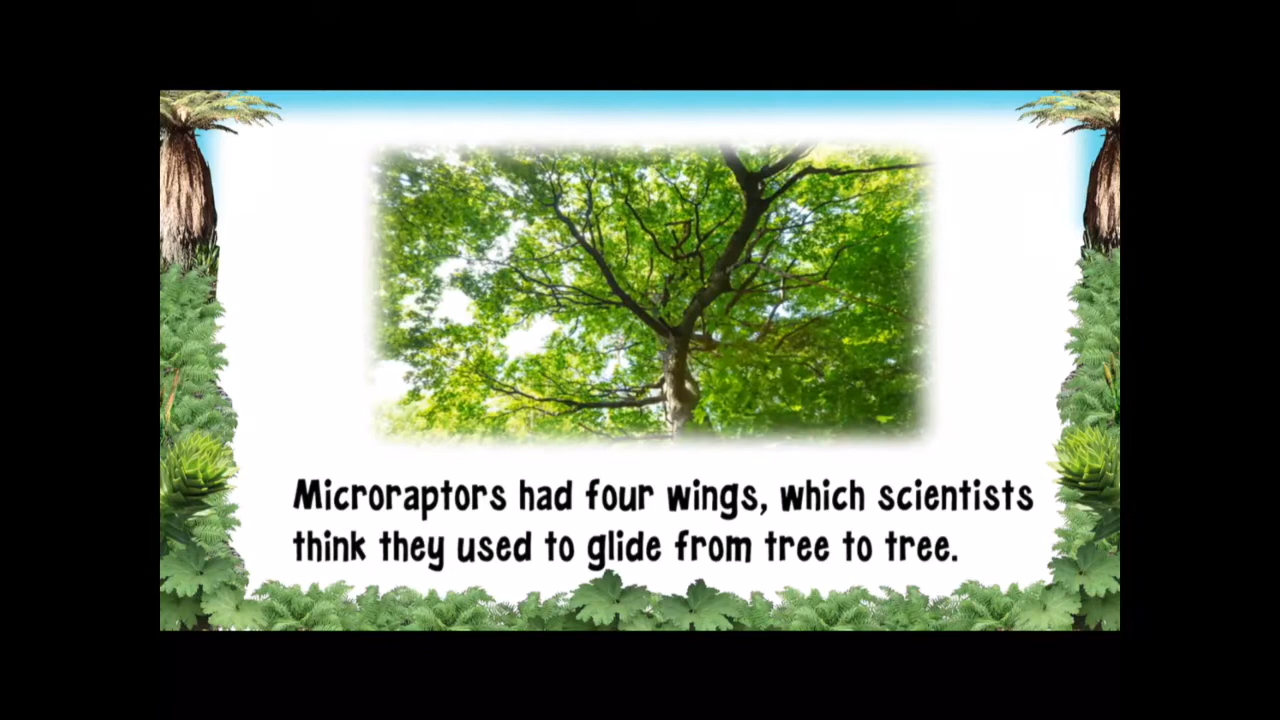 Microraptors had four wings, which scientists
think they used to glide from tree to tree.